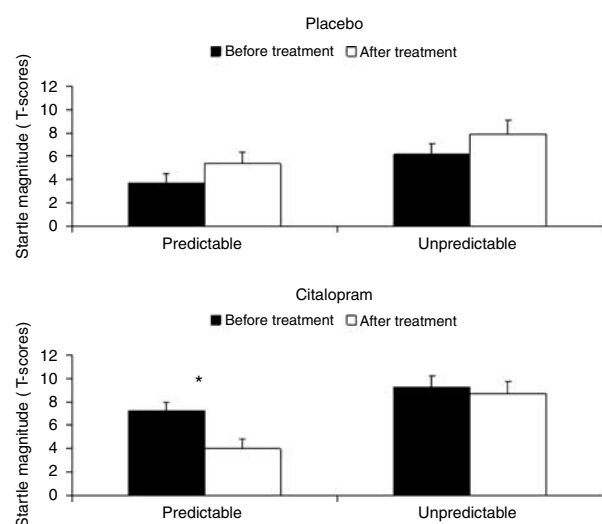 Placebo
Before treatment After treatment
Startle magnitude ( T-scores)
12
10
8
6
4
2
0
Predictable Unpredictable
Citalopram
Before treatment After treatment
Startle magnitude ( T-scores)
12
10
*
8
6
4
2
0
Predictable Unpredictable